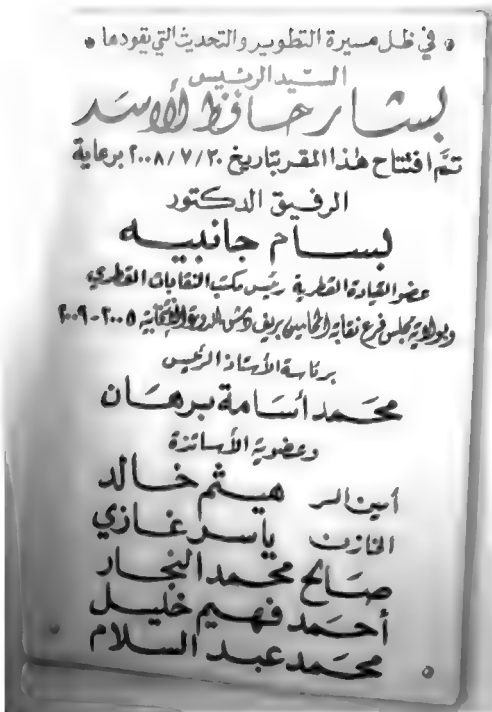 في ظل مسيرة التطوير والتحديث التي يقودها
السيد الرئيس
بشار حافظ الأسد
تم افتتاح هذا المقر بتاريخ ٢٠٠٨/٧/٢٠ برعاية
الرفيق الدكتور
بسام جانبيه
عضو القيادة القطرية رئيس مكتب النقابات القطري
وبولاية مجلس فرع نقابة المحامين بريف دمشق الدورة النقابية ٢٠٠٥-٢٠٠٩
برئاسة الأستاذ الرئيس
محمد أسامة برهان
وعضوية الأساتذة
أمين السر هيثم خالد
الخازن ياسر غازي
صالح محمد النجار
أحمد فهيم خليل
محمد عبد السلام